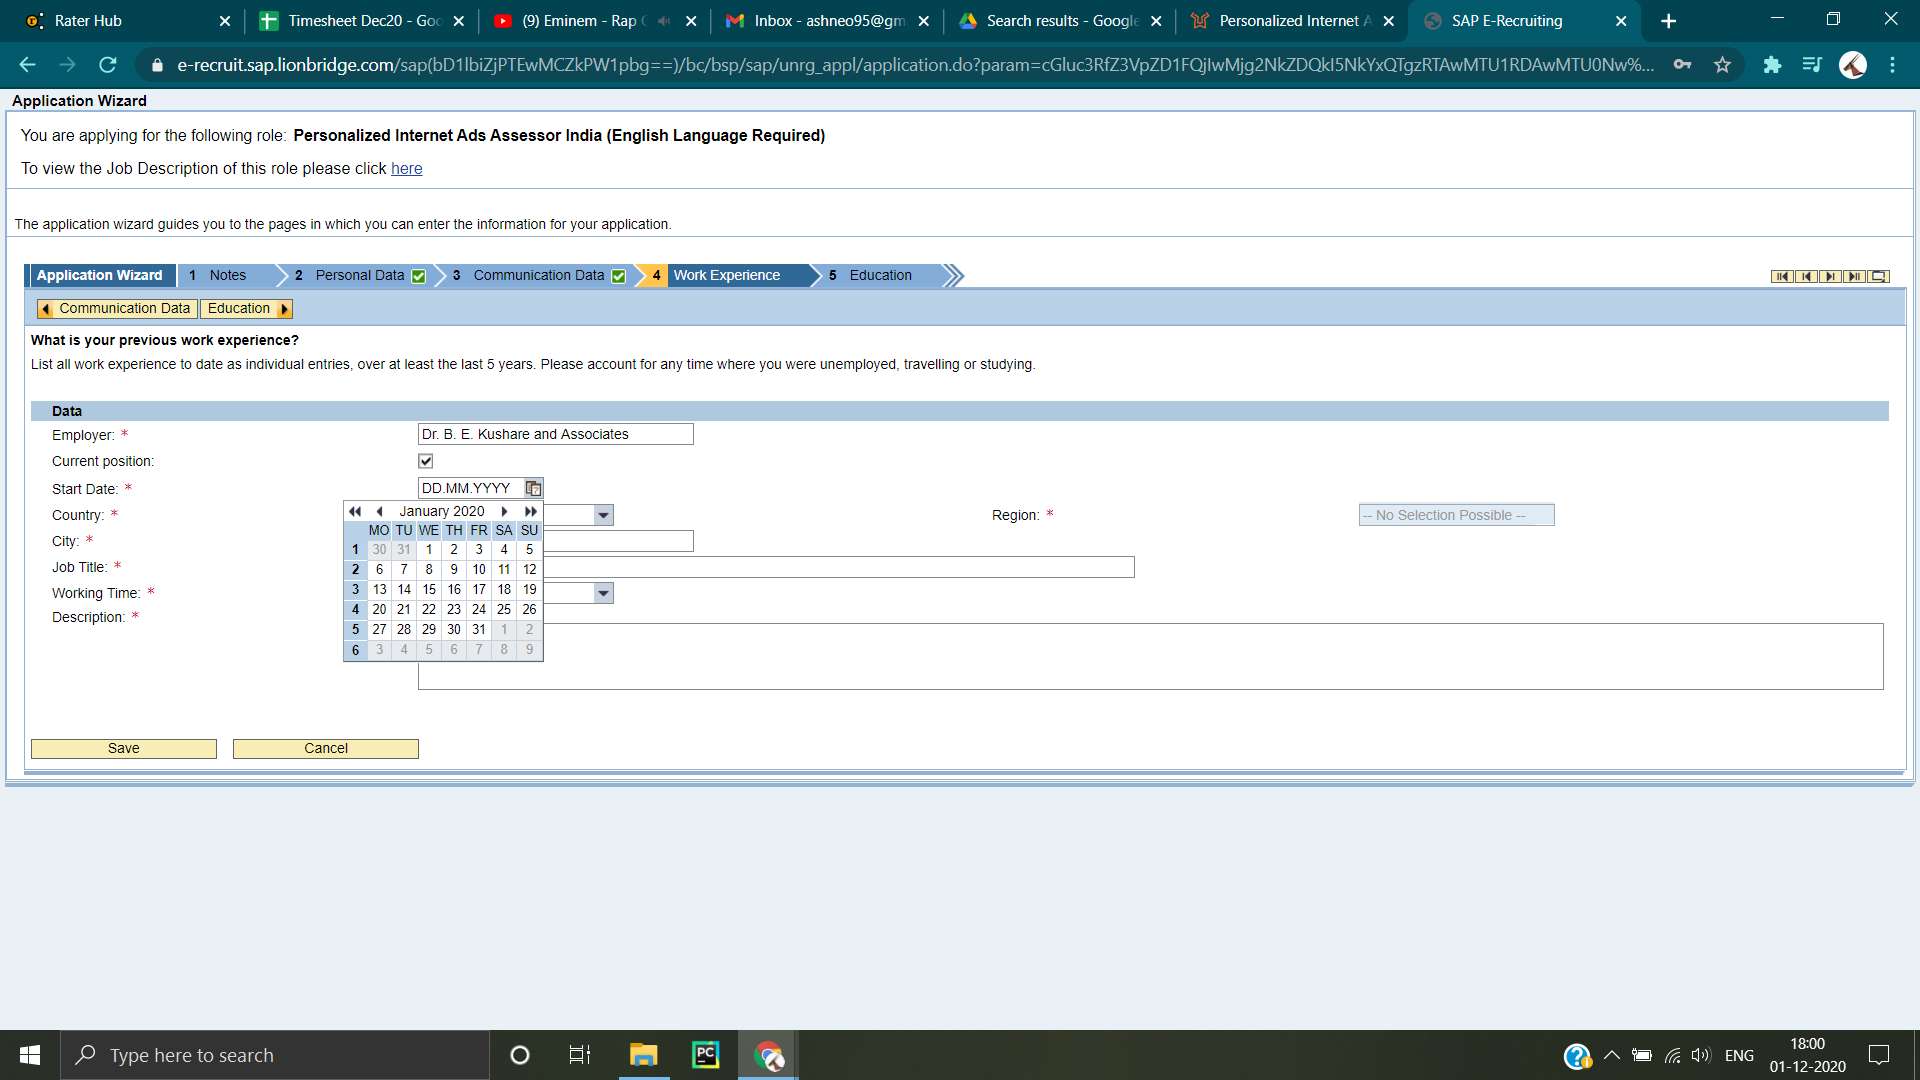 Rater Hub
Timesheet Dec20 - Goo
(9) Eminem - Rap G
Inbox - ashneo95@gm
Search results - Google
Personalized Internet A
SAP E-Recruiting
e-recruit.sap.lionbridge.com/sap(bD1lbiZjPTEwMCZkPW1pbg==)/bc/bsp/sap/unrg_appl/application.do?param=cGluc3RfZ3VpZD1FQjIwMjg2NkZDQkI5NkYxQTgzRTAwMTU1RDAwMTU0Nw%...
Application Wizard
You are applying for the following role: Personalized Internet Ads Assessor India (English Language Required)
To view the Job Description of this role please click here
The application wizard guides you to the pages in which you can enter the information for your application.
Application Wizard 1 Notes 2 Personal Data 3 Communication Data 4 Work Experience 5 Education
Communication Data Education
What is your previous work experience?
List all work experience to date as individual entries, over at least the last 5 years. Please account for any time where you were unemployed, travelling or studying.
Data
Employer: * Dr. B. E. Kushare and Associates
Current position:
Start Date: * DD.MM.YYYY
Country: * Region: * -- No Selection Possible --
City: *
Job Title: *
Working Time: *
Description: *
January 2020
MO TU WE TH FR SA SU
1 30 31 1 2 3 4 5
2 6 7 8 9 10 11 12
3 13 14 15 16 17 18 19
4 20 21 22 23 24 25 26
5 27 28 29 30 31 1 2
6 3 4 5 6 7 8 9
Save Cancel
Type here to search
PC
ENG
18:00
01-12-2020